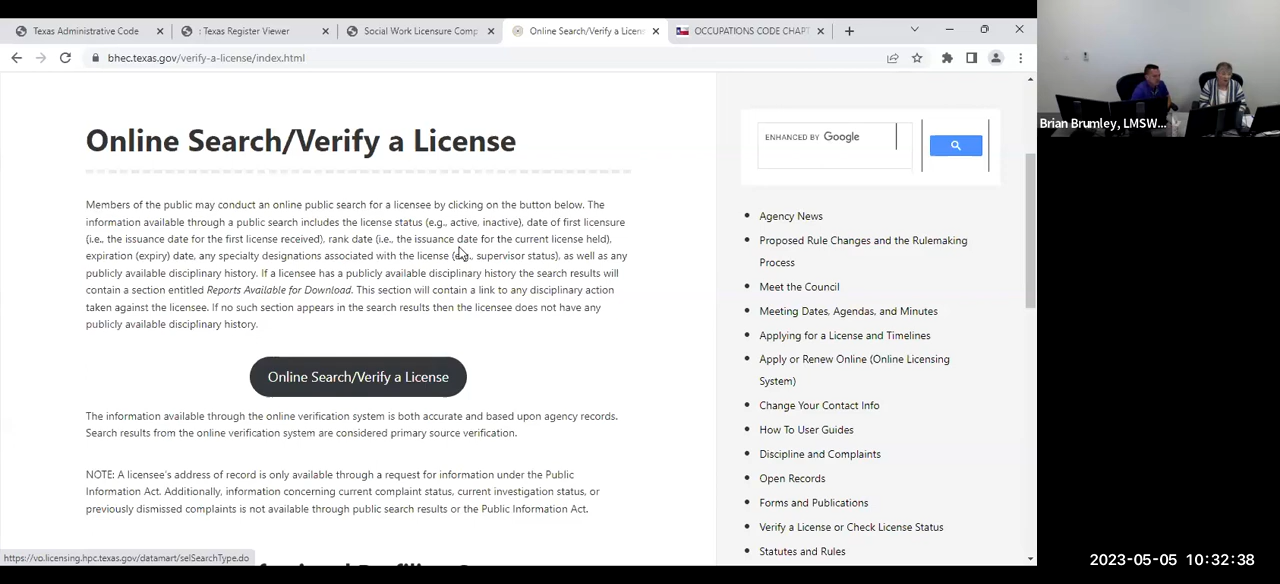 Texas Administrative Code
: Texas Register Viewer
Social Work Licensure Comp
Online Search/Verify a Licen
OCCUPATIONS CODE CHAPT
bhec.texas.gov/verify-a-license/index.html
Brian Brumley, LMSW...
Online Search/Verify a License
Members of the public may conduct an online public search for a licensee by clicking on the button below. The
information available through a public search includes the license status (e.g., active, inactive), date of first licensure
(i.e., the issuance date for the first license received), rank date (i.e., the issuance date for the current license held),
expiration (expiry) date, any specialty designations associated with the license (e.g., supervisor status), as well as any
publicly available disciplinary history. If a licensee has a publicly available disciplinary history the search results will
contain a section entitled Reports Available for Download. This section will contain a link to any disciplinary action
taken against the licensee. If no such section appears in the search results then the licensee does not have any
publicly available disciplinary history.
Online Search/Verify a License
The information available through the online verification system is both accurate and based upon agency records.
Search results from the online verification system are considered primary source verification.
NOTE: A licensee's address of record is only available through a request for information under the Public
Information Act. Additionally, information concerning current complaint status, current investigation status, or
previously dismissed complaints is not available through public search results or the Public Information Act.
https://vo.licensing.hpc.texas.gov/datamart/selSearchType.do
ENHANCED BY Google
Agency News
Proposed Rule Changes and the Rulemaking
Process
Meet the Council
Meeting Dates, Agendas, and Minutes
Applying for a License and Timelines
Apply or Renew Online (Online Licensing
System)
Change Your Contact Info
How To User Guides
Discipline and Complaints
Open Records
Forms and Publications
Verify a License or Check License Status
Statutes and Rules
2023-05-05 10:32:38